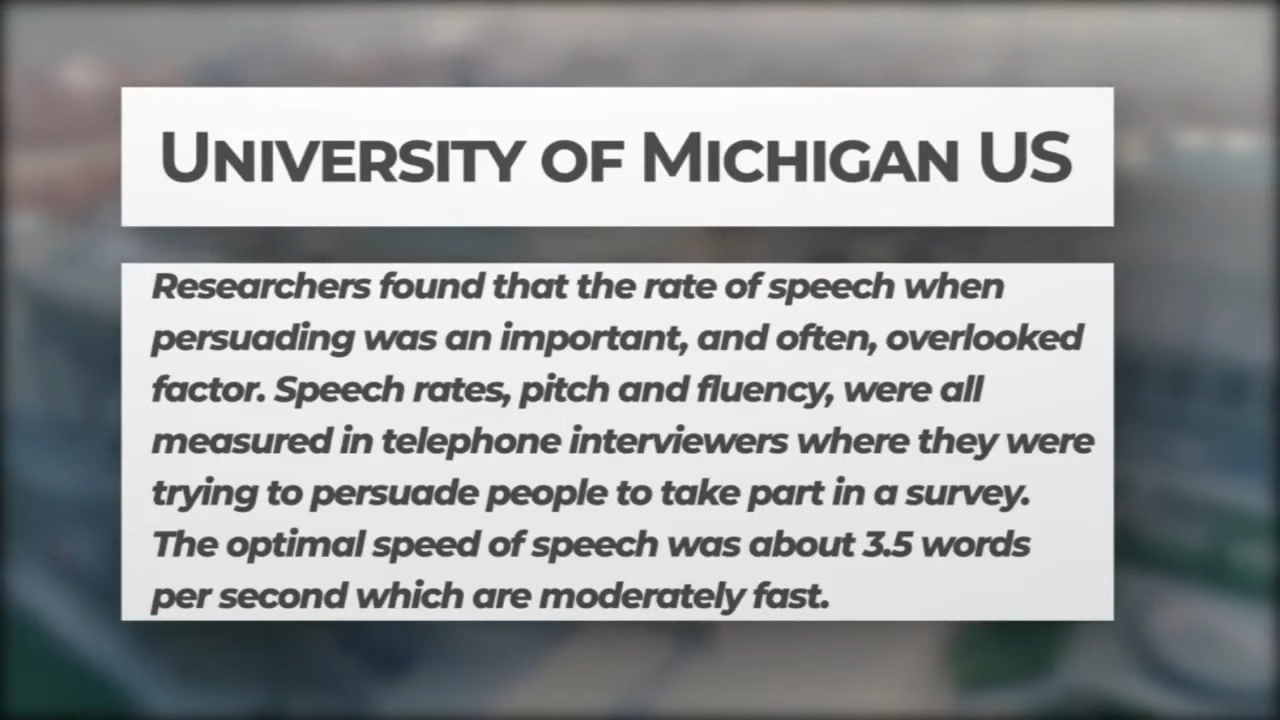 UNIVERSITY OF MICHIGAN US
Researchers found that the rate of speech when
persuading was an important, and often, overlooked
factor. Speech rates, pitch and fluency, were all
measured in telephone interviewers where they were
trying to persuade people to take part in a survey.
The optimal speed of speech was about 3.5 words
per second which are moderately fast.